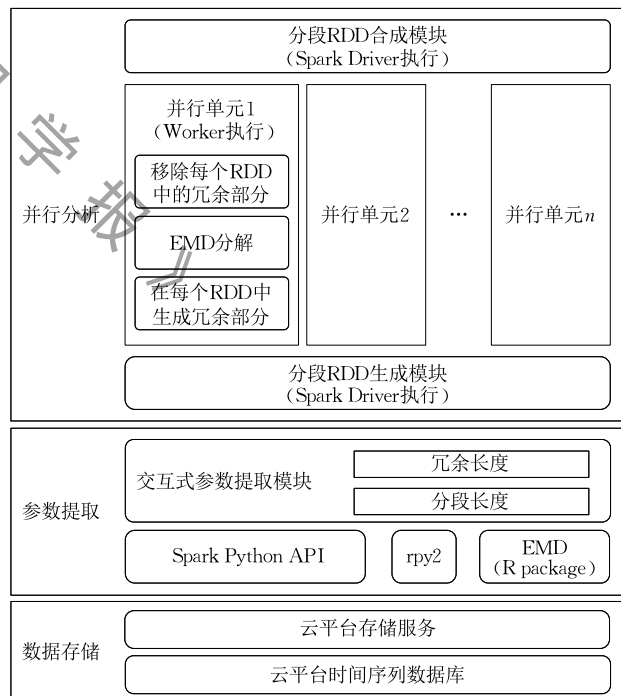 分段RDD合成模块
(Spark Driver执行)
并行分析
并行单元1
(Worker执行)
移除每个RDD
中的冗余部分
EMD分解
在每个RDD中
生成冗余部分
并行单元2
…
并行单元n
分段RDD生成模块
(Spark Driver执行)
参数提取
交互式参数提取模块
冗余长度
分段长度
Spark Python API
rpy2
EMD
(R package)
数据存储
云平台存储服务
云平台时间序列数据库
学报》